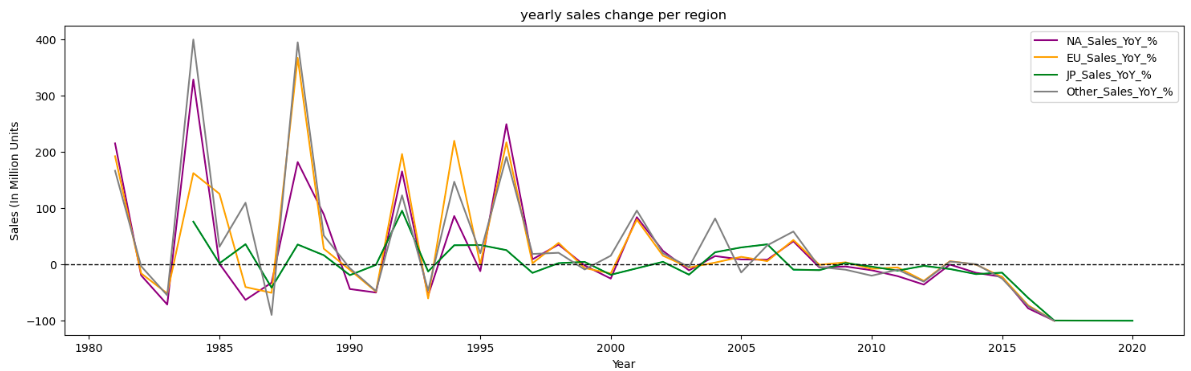 yearly sales change per region
400
300
200
100
0
−100
Sales (In Million Units
NA_Sales_YoY_%
EU_Sales_YoY_%
JP_Sales_YoY_%
Other_Sales_YoY_%
1980 1985 1990 1995 2000 2005 2010 2015 2020
Year